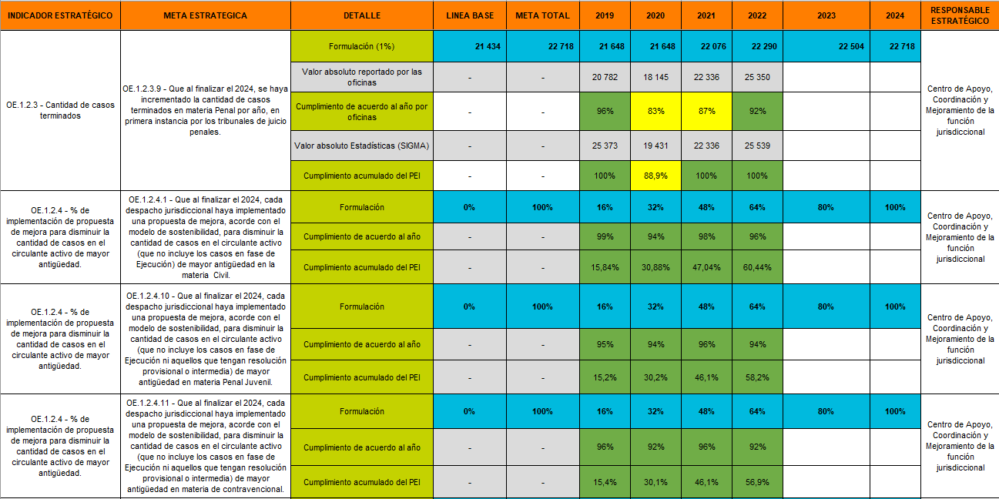 INDICADOR ESTRATÉGICO META ESTRATEGICA DETALLE LINEA BASE META TOTAL 2019 2020 2021 2022 2023 2024 RESPONSABLE ESTRATÉGICO
OE.1.2.3 - Cantidad de casos
terminados
OE.1.2.3.9 - Que al finalizar el 2024, se haya
incrementado la cantidad de casos
terminados en materia Penal por año, en
primera instancia por los tribunales de juicio
penales.
Formulación (1%) 21 434 22 718 21 648 21 648 22 076 22 290 22 504 22 718
Valor absoluto reportado por las
oficinas
- - 20 782 18 145 22 336 25 350
Cumplimiento de acuerdo al año por
oficinas
- - 96% 83% 87% 92%
Valor absoluto Estadísticas (SIGMA) - - 25 373 19 431 22 336 25 539
Cumplimiento acumulado del PEI - - 100% 88,9% 100% 100%
Centro de Apoyo,
Coordinación y
Mejoramiento de la
función
jurisdiccional
OE.1.2.4 - % de
implementación de propuesta
de mejora para disminuir la
cantidad de casos en el
circulante activo de mayor
antigüedad.
OE.1.2.4.1 - Que al finalizar el 2024, cada
despacho jurisdiccional haya implementado
una propuesta de mejora, acorde con el
modelo de sostenibilidad, para disminuir la
cantidad de casos en el circulante activo
(que no incluye los casos en fase de
Ejecución) de mayor antigüedad en la
materia Civil.
Formulación 0% 100% 16% 32% 48% 64% 80% 100%
Cumplimiento de acuerdo al año - - 99% 94% 98% 96%
Cumplimiento acumulado del PEI - - 15,84% 30,88% 47,04% 60,44%
Centro de Apoyo,
Coordinación y
Mejoramiento de la
función
jurisdiccional
OE.1.2.4 - % de
implementación de propuesta
de mejora para disminuir la
cantidad de casos en el
circulante activo de mayor
antigüedad.
OE.1.2.4.10 - Que al finalizar el 2024, cada
despacho jurisdiccional haya implementado
una propuesta de mejora, acorde con el
modelo de sostenibilidad, para disminuir la
cantidad de casos en el circulante activo
(que no incluye los casos en fase de
Ejecución ni aquellos que tengan resolución
provisional o intermedia) de mayor
antigüedad en materia Penal Juvenil.
Formulación 0% 100% 16% 32% 48% 64% 80% 100%
Cumplimiento de acuerdo al año - - 95% 94% 96% 94%
Cumplimiento acumulado del PEI - - 15,2% 30,2% 46,1% 58,2%
Centro de Apoyo,
Coordinación y
Mejoramiento de la
función
jurisdiccional
OE.1.2.4 - % de
implementación de propuesta
de mejora para disminuir la
cantidad de casos en el
circulante activo de mayor
antigüedad.
OE.1.2.4.11 - Que al finalizar el 2024, cada
despacho jurisdiccional haya implementado
una propuesta de mejora, acorde con el
modelo de sostenibilidad, para disminuir la
cantidad de casos en el circulante activo
(que no incluye los casos en fase de
Ejecución ni aquellos que tengan resolución
provisional o intermedia) de mayor
antigüedad en materia de contravencional.
Formulación 0% 100% 16% 32% 48% 64% 80% 100%
Cumplimiento de acuerdo al año - - 96% 92% 96% 92%
Cumplimiento acumulado del PEI - - 15,4% 30,1% 46,1% 56,9%
Centro de Apoyo,
Coordinación y
Mejoramiento de la
función
jurisdiccional